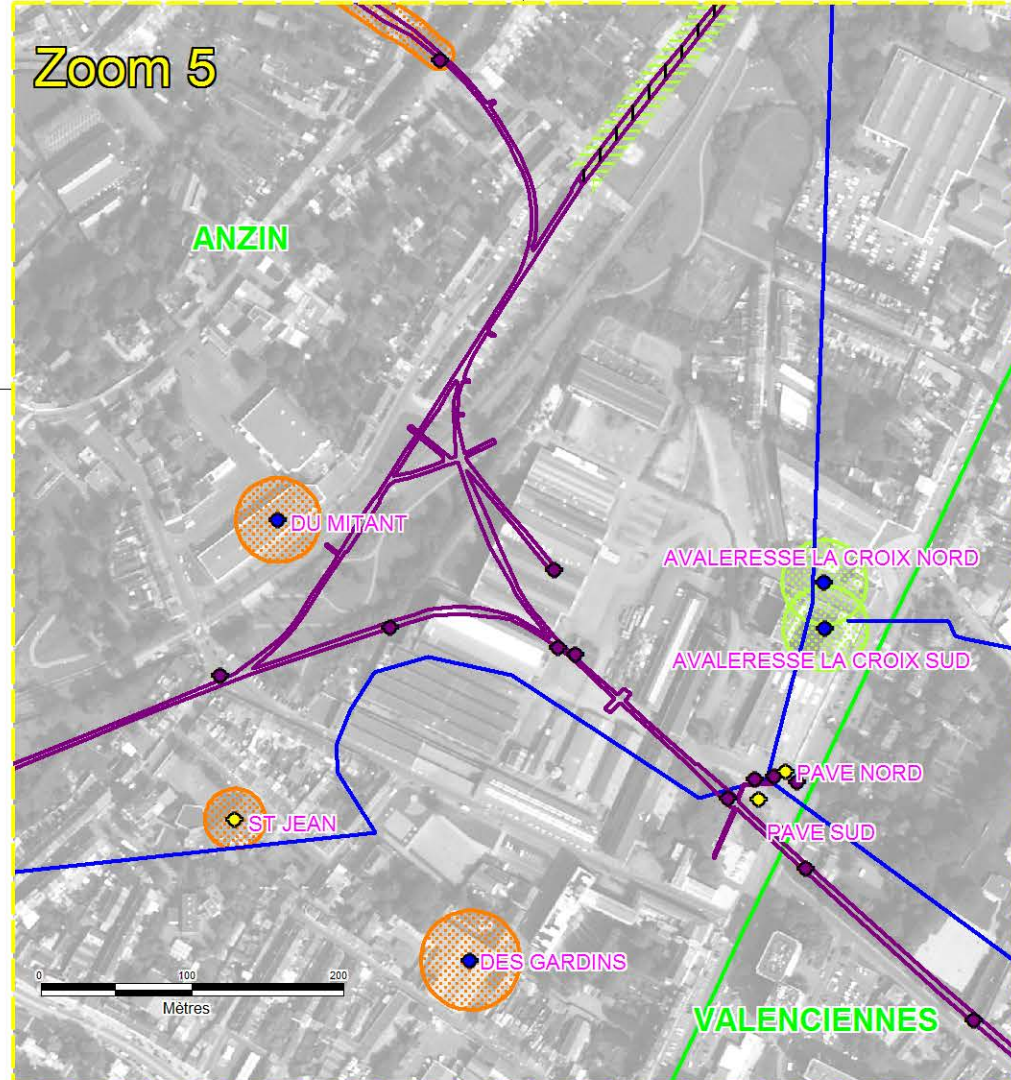 Zoom 5
ANZIN
DU MITANT
AVALERESSE LA CROIX NORD
AVALERESSE LA CROIX SUD
PAVE NORD
ST JEAN
PAVE SUD
DES GARDINS
0 100 200
Mètres
VALENCIENNES